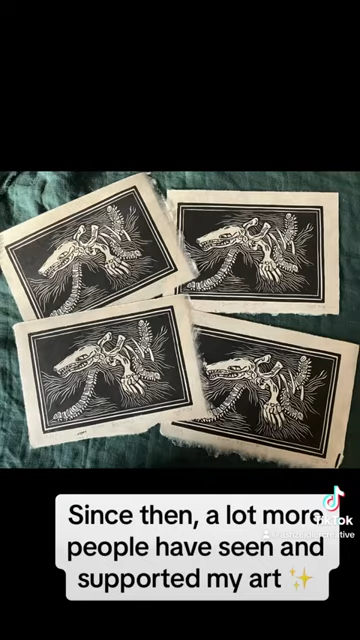 Since then, a lot more
people have seen and
supported my art ✨
TikTok